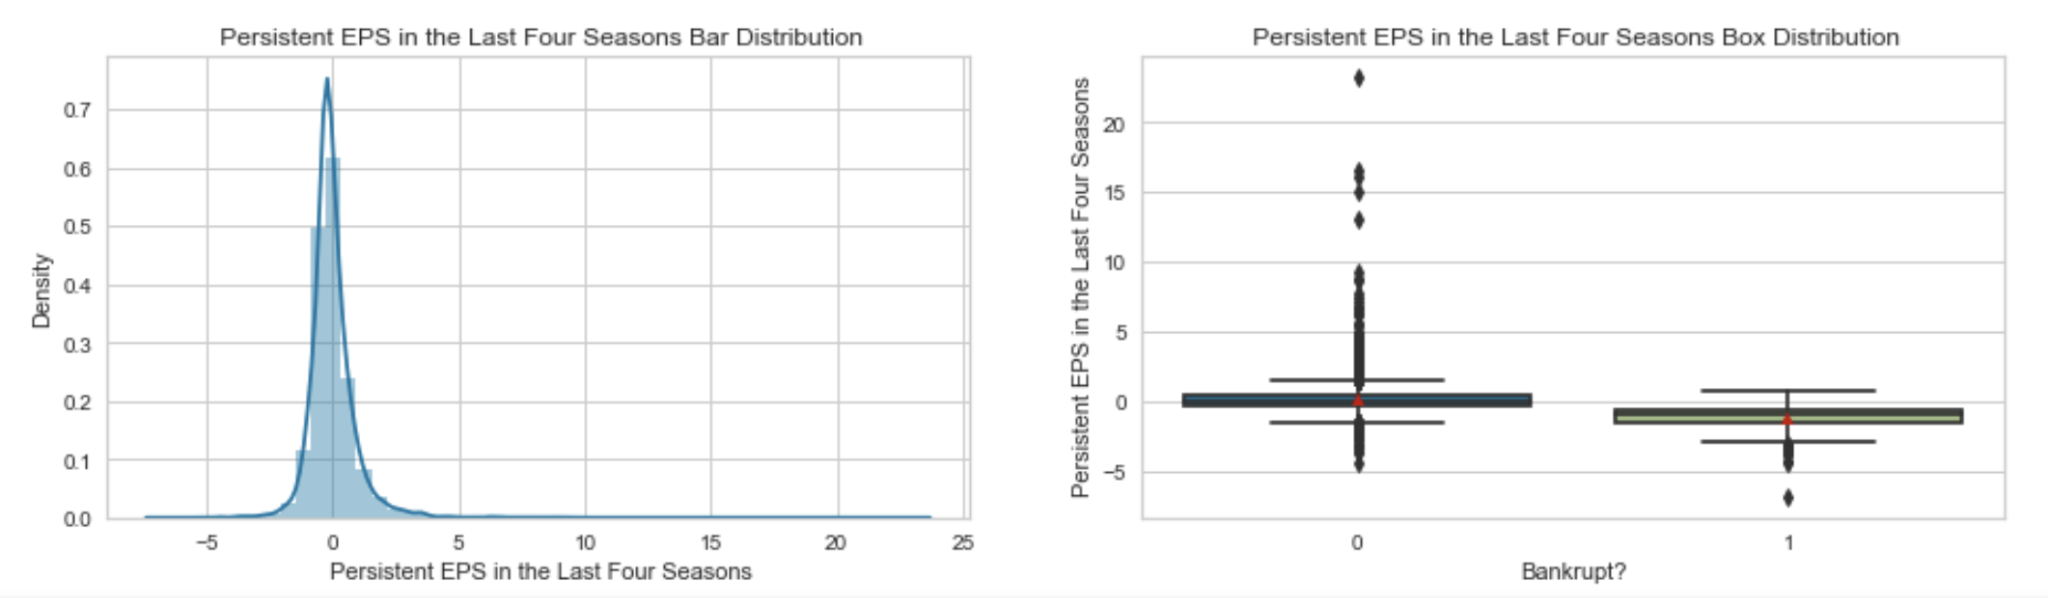 Persistent EPS in the Last Four Seasons Bar Distribution
0.7
0.6
0.5
0.4
0.3
0.2
0.1
0.0
Density
−5 0 5 10 15 20 25
Persistent EPS in the Last Four Seasons
Persistent EPS in the Last Four Seasons Box Distribution
Persistent EPS in the Last Four Seasons
20
15
10
5
0
−5
0 1
Bankrupt?